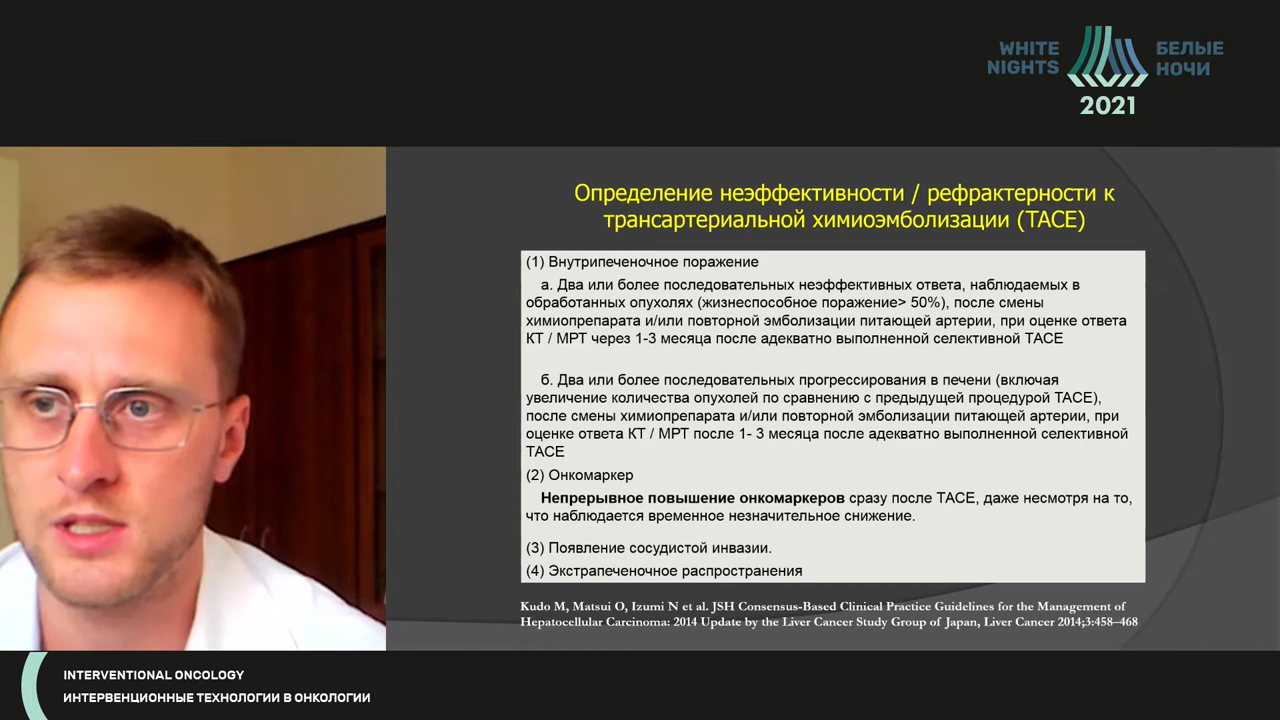 WHITE
NIGHTS
БЕЛЫЕ
НОЧИ
2021
Определение неэффективности / рефрактерности к
трансартериальной химиоэмболизации (TACE)
(1) Внутрипеченочное поражение
а. Два или более последовательных неэффективных ответа, наблюдаемых в
обработанных опухолях (жизнеспособное поражение> 50%), после смены
химиопрепарата и/или повторной эмболизации питающей артерии, при оценке ответа
КТ / МРТ через 1-3 месяца после адекватно выполненной селективной TACE
б. Два или более последовательных прогрессирования в печени (включая
увеличение количества опухолей по сравнению с предыдущей процедурой TACE),
после смены химиопрепарата и/или повторной эмболизации питающей артерии, при
оценке ответа КТ / МРТ после 1- 3 месяца после адекватно выполненной селективной
TACE
(2) Онкомаркер
Непрерывное повышение онкомаркеров сразу после TACE, даже несмотря на то,
что наблюдается временное незначительное снижение.
(3) Появление сосудистой инвазии.
(4) Экстрапеченочное распространения
Kudo M, Matsui O, Izumi N et al. JSH Consensus-Based Clinical Practice Guidelines for the Management of
Hepatocellular Carcinoma: 2014 Update by the Liver Cancer Study Group of Japan, Liver Cancer 2014;3:458–468
INTERVENTIONAL ONCOLOGY
ИНТЕРВЕНЦИОННЫЕ ТЕХНОЛОГИИ В ОНКОЛОГИИ